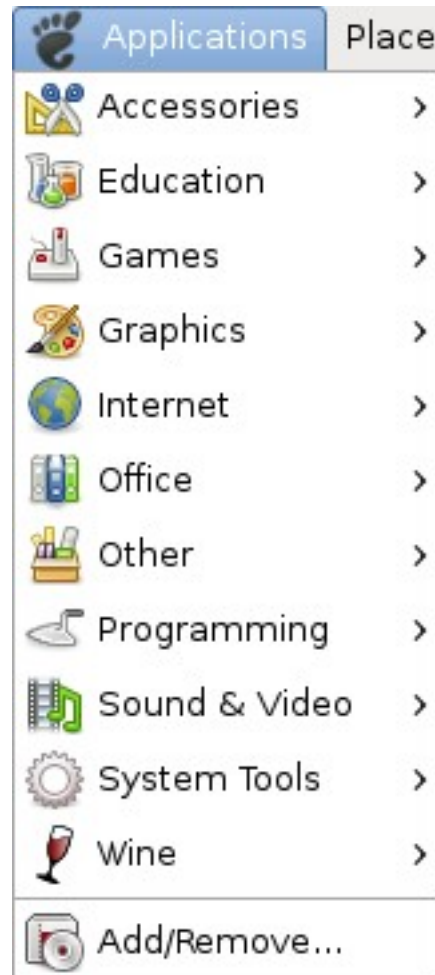 Applications Place
Accessories
Education
Games
Graphics
Internet
Office
Other
Programming
Sound & Video
System Tools
Wine
Add/Remove...